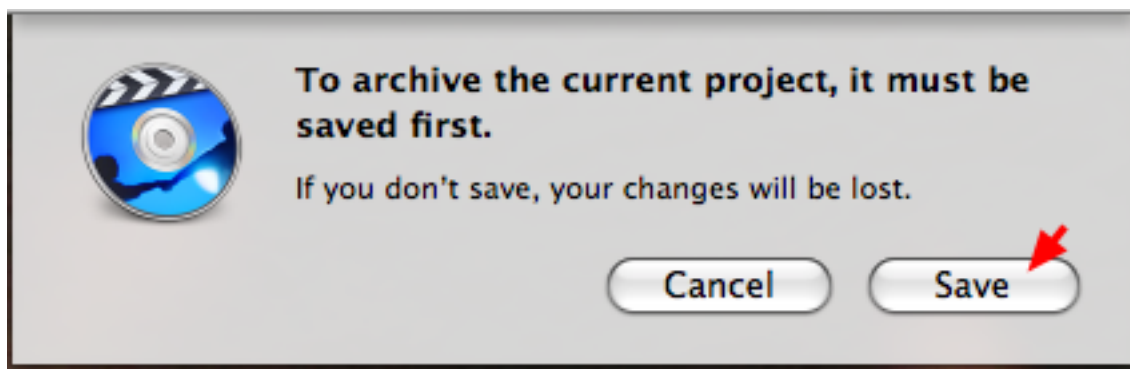 To archive the current project, it must be
saved first.
If you don’t save, your changes will be lost.
Cancel
Save